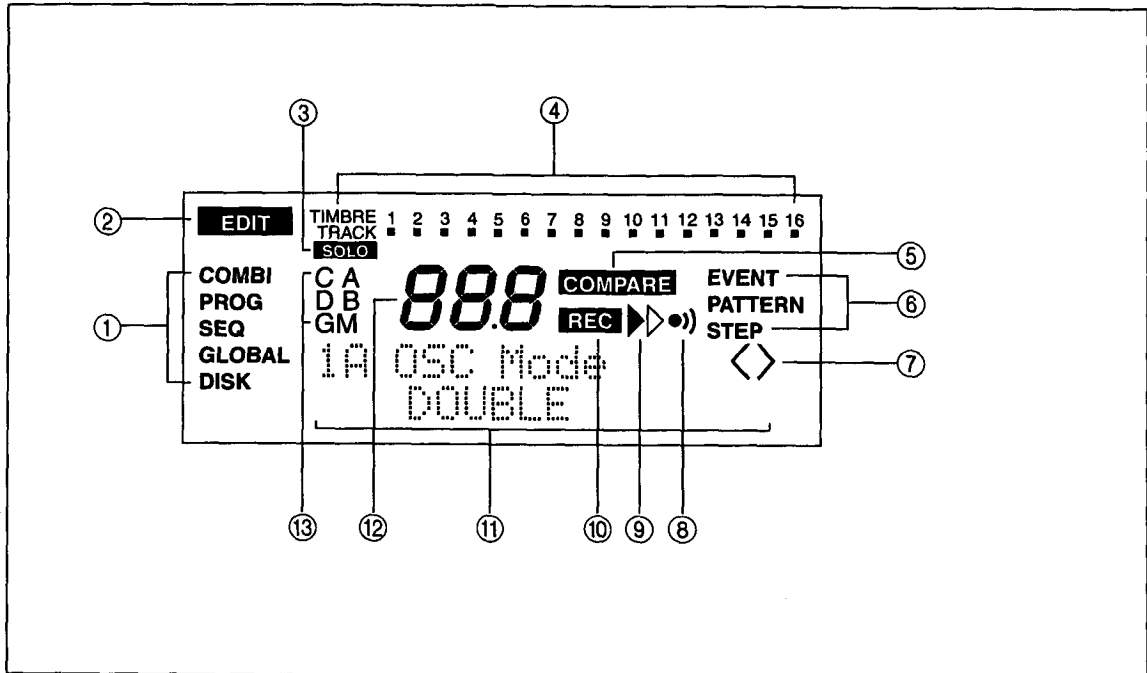 ③ ④
② EDIT TIMBRE 1 2 3 4 5 6 7 8 9 10 11 12 13 14 15 16
TRACK
SOLO
⑤
COMBI C A 88.8 COMPARE EVENT
① PROG D B PATTERN ⑥
SEQ GM REC STEP
GLOBAL 1A OSC Mode ⑦
DISK DOUBLE
⑬ ⑫ ⑪ ⑩ ⑨ ⑧